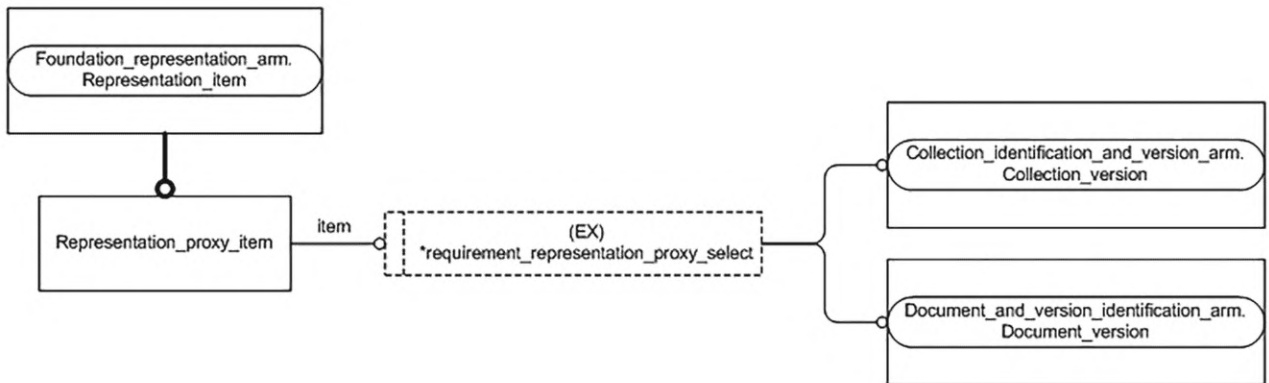 Foundation_representation_arm.
Representation_item
Representation_proxy_item
item
(EX)
*requirement_representation_proxy_select
Collection_identification_and_version_arm.
Collection_version
Document_and_version_identification_arm.
Document_version